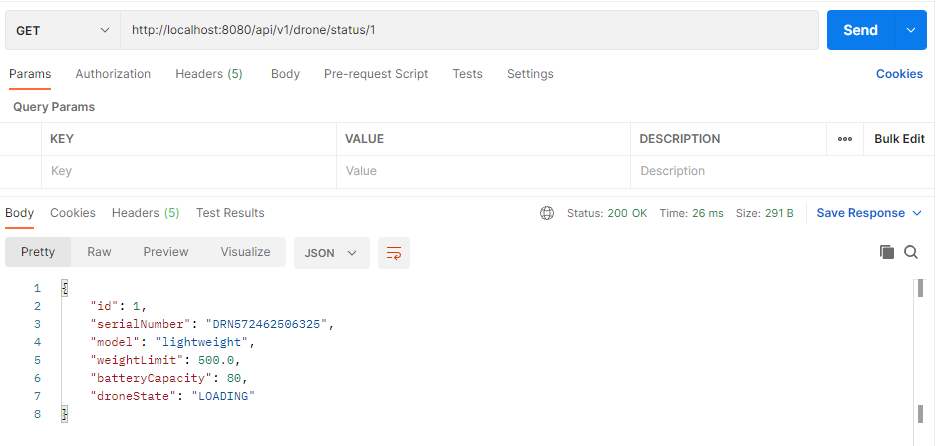 GET http://localhost:8080/api/v1/drone/status/1 Send
Params Authorization Headers (5) Body Pre-request Script Tests Settings Cookies
Query Params
KEY VALUE DESCRIPTION ooo Bulk Edit
Key Value Description
Body Cookies Headers (5) Test Results Status: 200 OK Time: 26 ms Size: 291 B Save Response
Pretty Raw Preview Visualize JSON
1 {
2 "id": 1,
3 "serialNumber": "DRN572462506325",
4 "model": "lightweight",
5 "weightLimit": 500.0,
6 "batteryCapacity": 80,
7 "droneState": "LOADING"
8 }